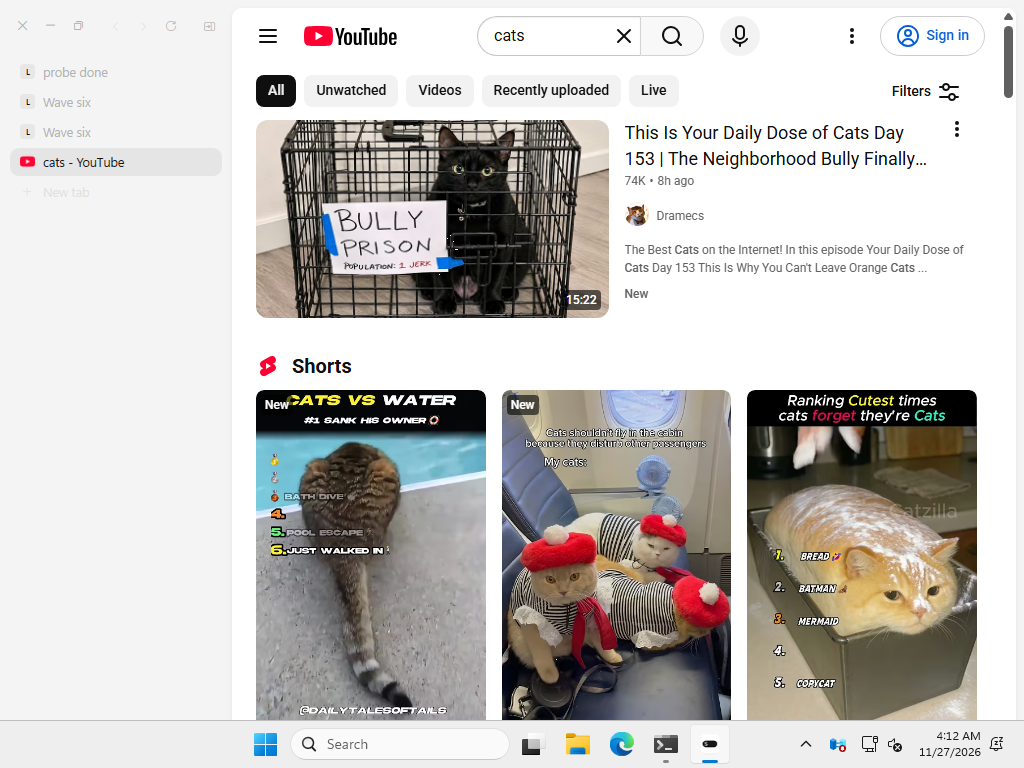 probe done
Wave six
Wave six
cats - YouTube
New tab
YouTube
cats
Sign in
All
Unwatched
Videos
Recently uploaded
Live
Filters
BULLY
PRISON
POPULATION: 1 JERK
15:22
This Is Your Daily Dose of Cats Day
153 | The Neighborhood Bully Finally...
74K • 8h ago
Dramecs
The Best Cats on the Internet! In this episode Your Daily Dose of
Cats Day 153 This Is Why You Can't Leave Orange Cats ...
New
Shorts
New
CATS VS WATER
#1 SANK HIS OWNER
BATH DIVE
4.
5. POOL ESCAPE
6. JUST WALKED IN
@DAILYTALESOFTAILS
New
Cats shouldn't fly in the cabin
because they disturb other passengers
My cats:
Ranking Cutest times
cats forget they're Cats
Catzilla
1. BREAD
2. BATMAN
3. MERMAID
4.
5. COPYCAT
Search
4:12 AM
11/27/2026